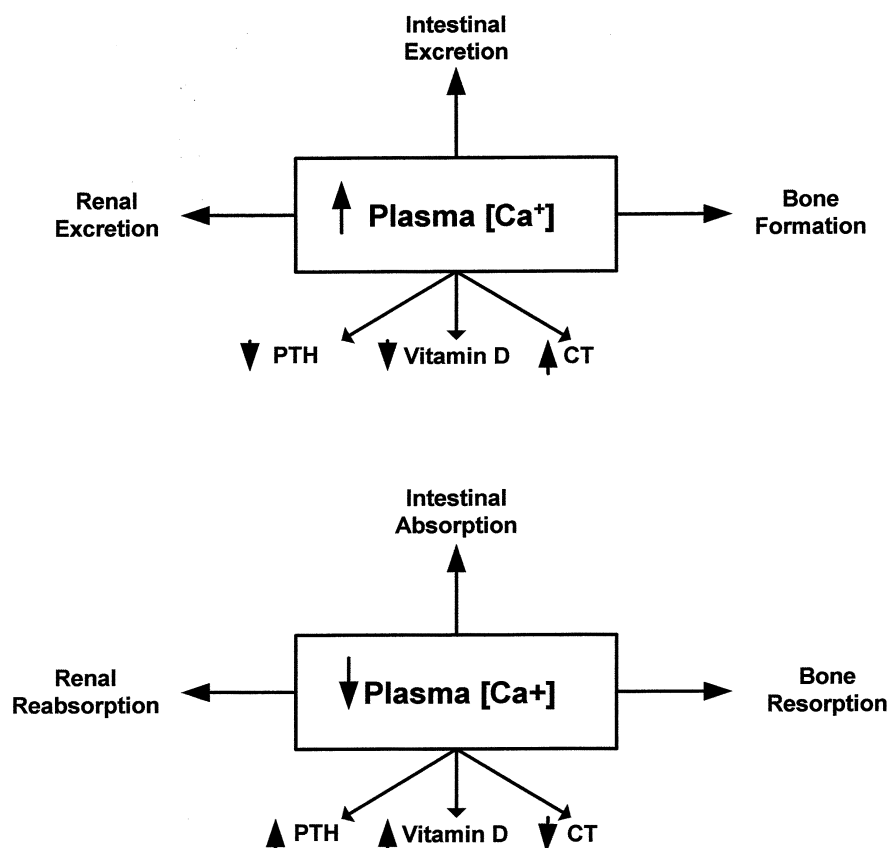 Intestinal
Excretion
Renal
Excretion
Plasma [Ca⁺]
Bone
Formation
PTH
Vitamin D
CT
Intestinal
Absorption
Renal
Reabsorption
Plasma [Ca+]
Bone
Resorption
PTH
Vitamin D
CT